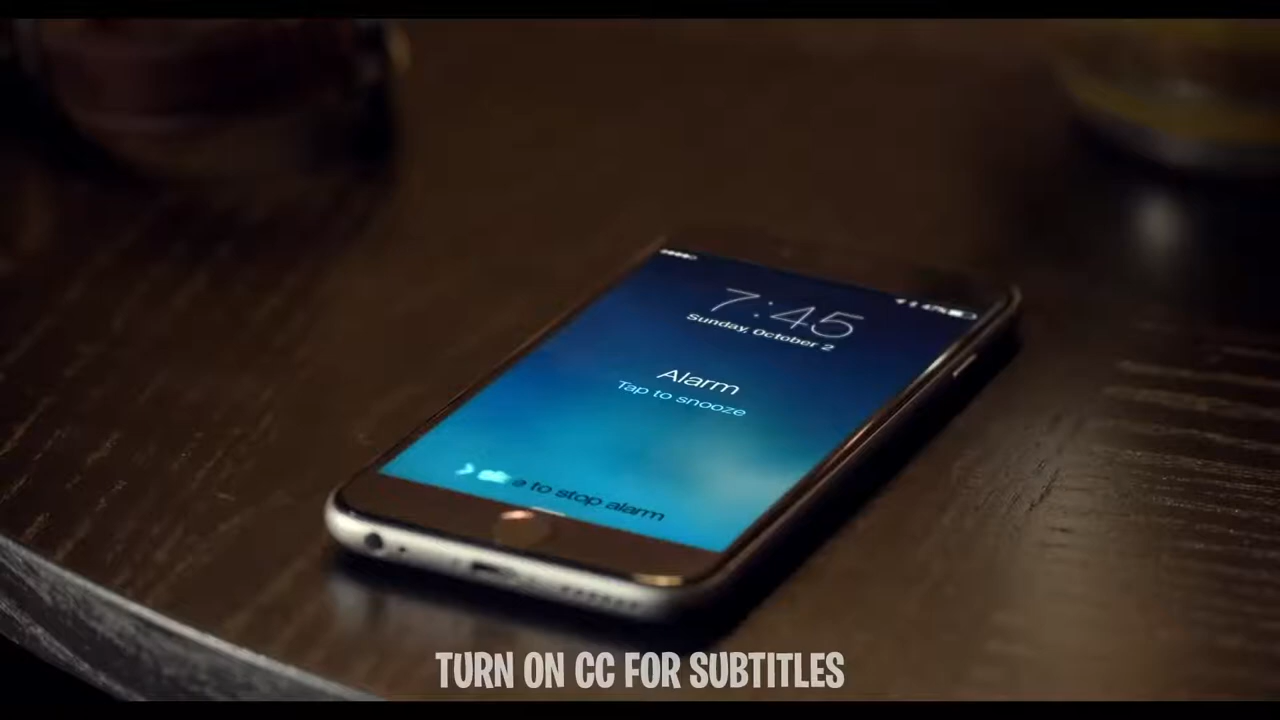 7:45
Sunday, October 2
Alarm
Tap to snooze
to stop alarm
TURN ON CC FOR SUBTITLES